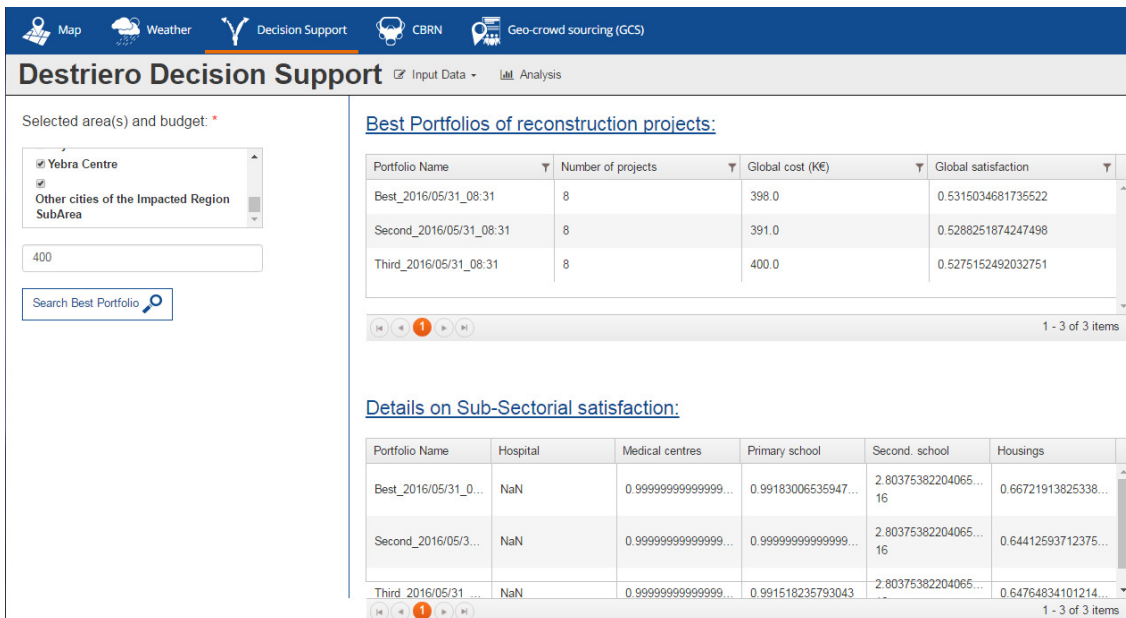 Map Weather Decision Support CBRN Geo-crowd sourcing (GCS)
Destriero Decision Support Input Data Analysis
Selected area(s) and budget: *
Yebra Centre
Other cities of the Impacted Region
SubArea
400
Search Best Portfolio
Best Portfolios of reconstruction projects:
Portfolio Name Number of projects Global cost (K€) Global satisfaction
Best_2016/05/31_08:31 8 398.0 0.5315034681735522
Second_2016/05/31_08:31 8 391.0 0.5288251874247498
Third_2016/05/31_08:31 8 400.0 0.5275152492032751
1 1 - 3 of 3 items
Details on Sub-Sectorial satisfaction:
Portfolio Name Hospital Medical centres Primary school Second. school Housings
Best_2016/05/31_0... NaN 0.99999999999999... 0.99183006535947... 2.80375382204065... 0.66721913825338...
16
Second_2016/05/3... NaN 0.99999999999999... 0.99999999999999... 2.80375382204065... 0.64412593712375...
16
Third_2016/05/31_... NaN 0.99999999999999... 0.991518235793043 2.80375382204065... 0.64764834101214...
1 1 - 3 of 3 items